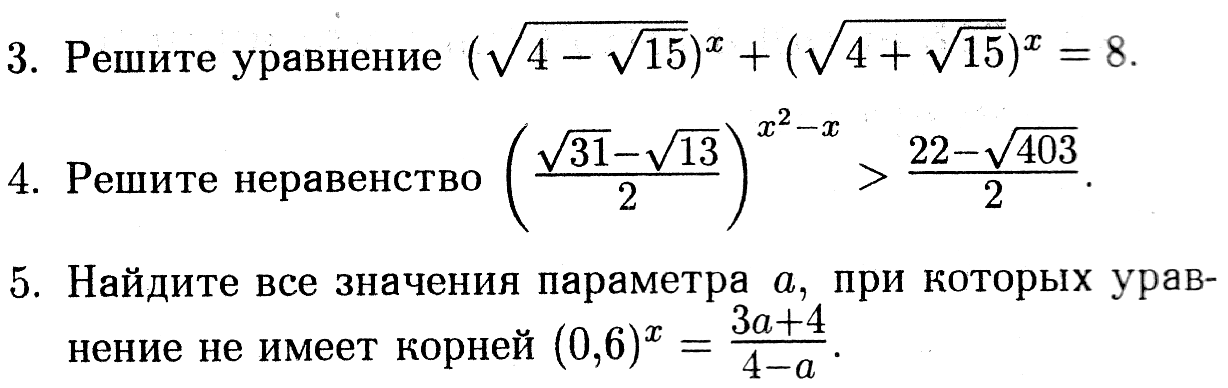 3. Решите уравнение (√(4 − √15))^x + (√(4 + √15))^x = 8.
4. Решите неравенство ((√31−√13)/2)^(x²−x) > (22−√403)/2.
5. Найдите все значения параметра a, при которых урав-
нение не имеет корней (0,6)^x = (3a+4)/(4−a).